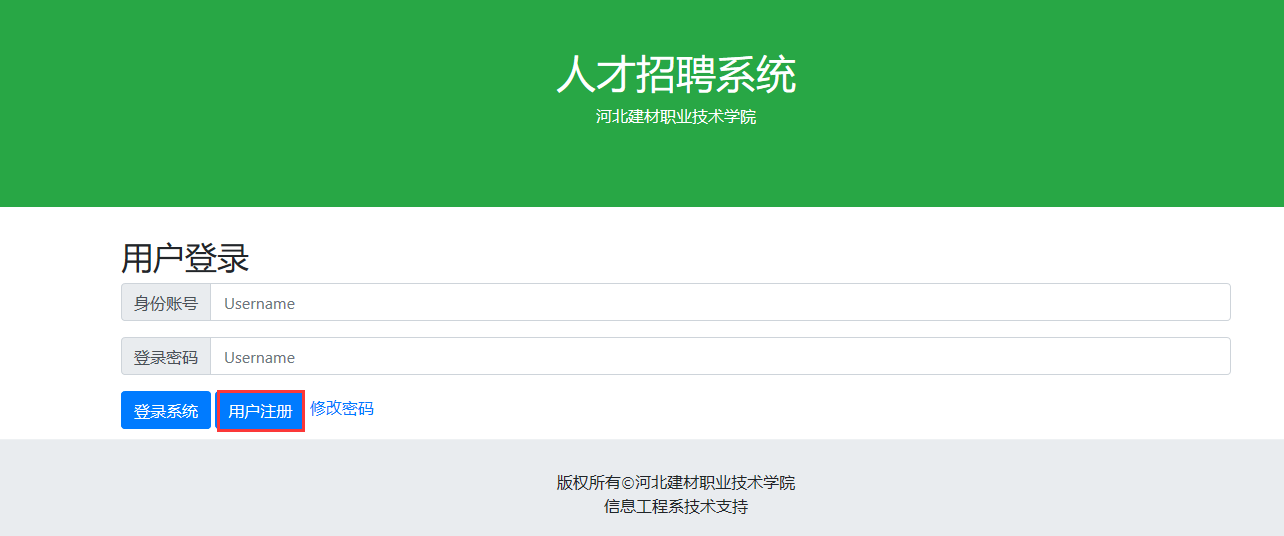 人才招聘系统
河北建材职业技术学院
用户登录
身份账号 Username
登录密码 Username
登录系统 用户注册 修改密码
版权所有©河北建材职业技术学院
信息工程系技术支持